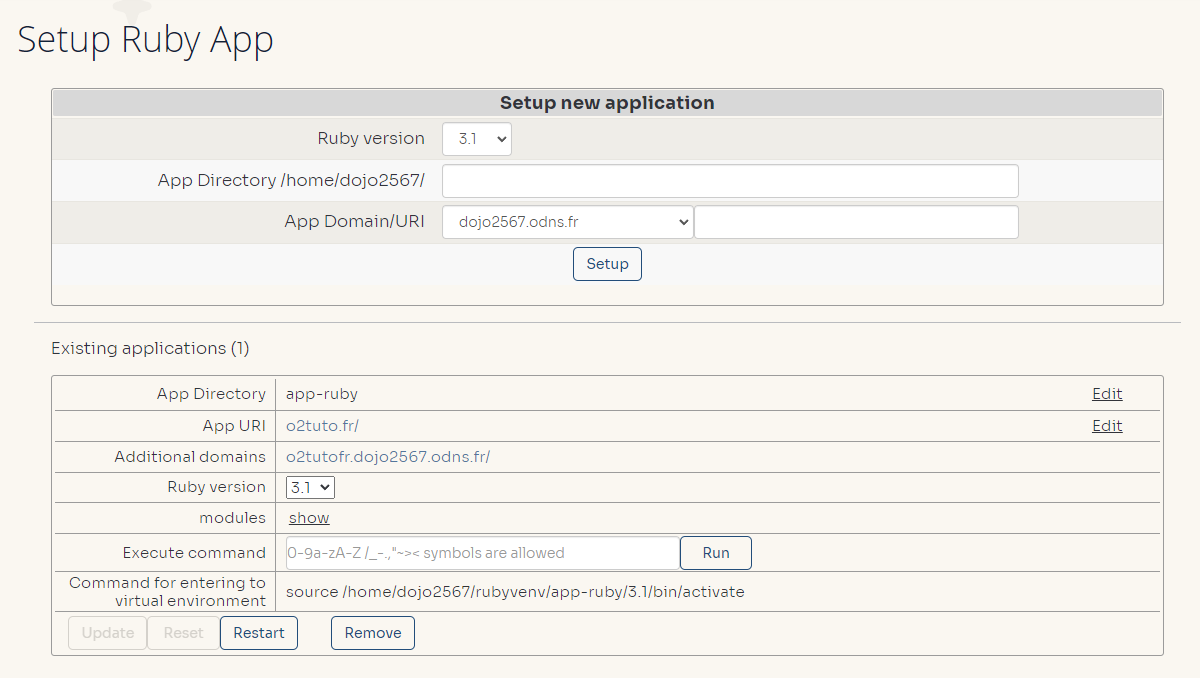 Setup Ruby App
Setup new application
Ruby version 3.1
App Directory /home/dojo2567/
App Domain/URI dojo2567.odns.fr
Setup
Existing applications (1)
App Directory app-ruby Edit
App URI o2tuto.fr/ Edit
Additional domains o2tutofr.dojo2567.odns.fr/
Ruby version 3.1
modules show
Execute command 0-9a-zA-Z /_-.,"~>< symbols are allowed Run
Command for entering to
virtual environment source /home/dojo2567/rubyvenv/app-ruby/3.1/bin/activate
Update Reset Restart Remove